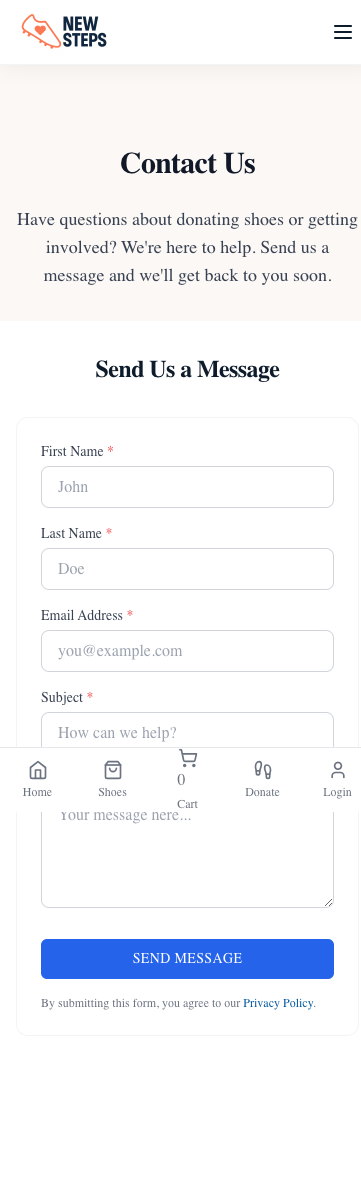 NEW
STEPS
Contact Us
Have questions about donating shoes or getting
involved? We're here to help. Send us a
message and we'll get back to you soon.
Send Us a Message
First Name *
John
Last Name *
Doe
Email Address *
you@example.com
Subject *
How can we help?
Home
Shoes
0
Cart
Donate
Login
Your message here...
SEND MESSAGE
By submitting this form, you agree to our Privacy Policy.